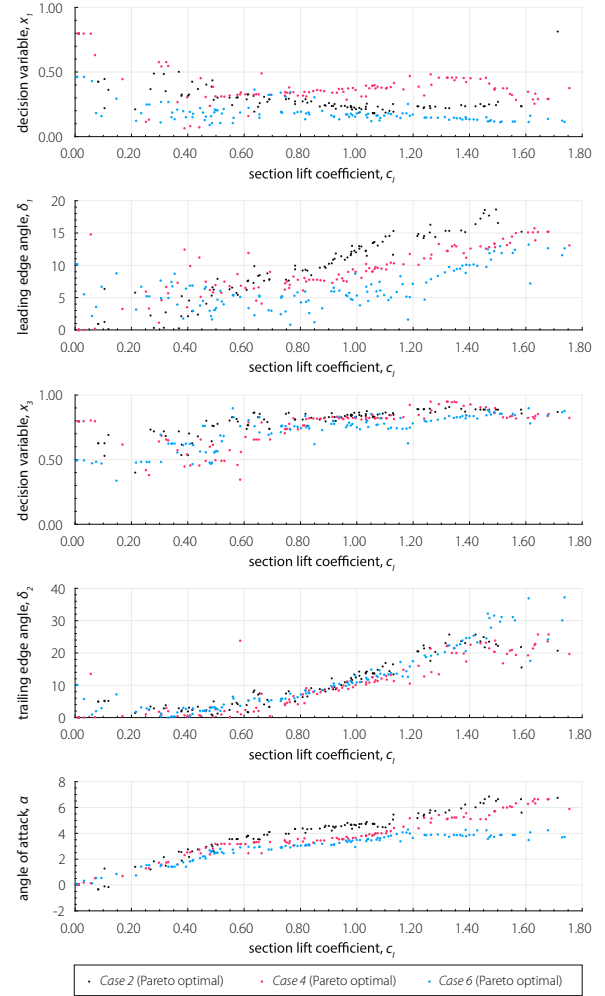 1.00
0.50
0.00
decision variable, x1
0.00 0.20 0.40 0.60 0.80 1.00 1.20 1.40 1.60 1.80
section lift coefficient, cl
20
15
10
5
0
leading edge angle, δ1
0.00 0.20 0.40 0.60 0.80 1.00 1.20 1.40 1.60 1.80
section lift coefficient, cl
1.00
0.50
0.00
decision variable, x3
0.00 0.20 0.40 0.60 0.80 1.00 1.20 1.40 1.60 1.80
section lift coefficient, cl
40
30
20
10
0
trailing edge angle, δ2
0.00 0.20 0.40 0.60 0.80 1.00 1.20 1.40 1.60 1.80
section lift coefficient, cl
8
6
4
2
0
-2
angle of attack, α
0.00 0.20 0.40 0.60 0.80 1.00 1.20 1.40 1.60 1.80
section lift coefficient, cl
Case 2 (Pareto optimal) Case 4 (Pareto optimal) Case 6 (Pareto optimal)